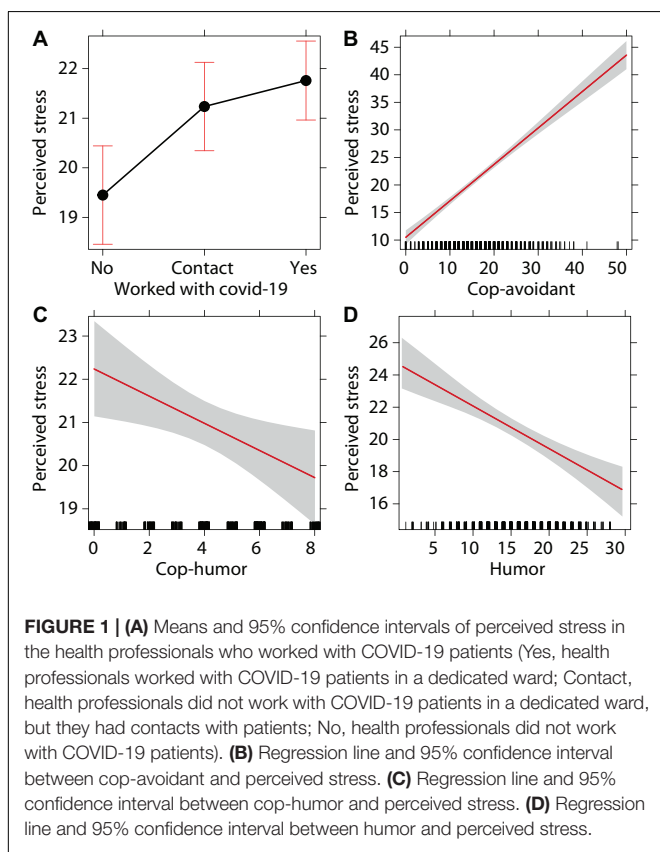 A
Perceived stress
22
21
20
19
No Contact Yes
Worked with covid-19
B
Perceived stress
45
40
35
30
25
20
15
10
0 10 20 30 40 50
Cop-avoidant
C
Perceived stress
23
22
21
20
19
0 2 4 6 8
Cop-humor
D
Perceived stress
26
24
22
20
18
16
5 10 15 20 25 30
Humor
FIGURE 1 | (A) Means and 95% confidence intervals of perceived stress in
the health professionals who worked with COVID-19 patients (Yes, health
professionals worked with COVID-19 patients in a dedicated ward; Contact,
health professionals did not work with COVID-19 patients in a dedicated ward,
but they had contacts with patients; No, health professionals did not work
with COVID-19 patients). (B) Regression line and 95% confidence interval
between cop-avoidant and perceived stress. (C) Regression line and 95%
confidence interval between cop-humor and perceived stress. (D) Regression
line and 95% confidence interval between humor and perceived stress.